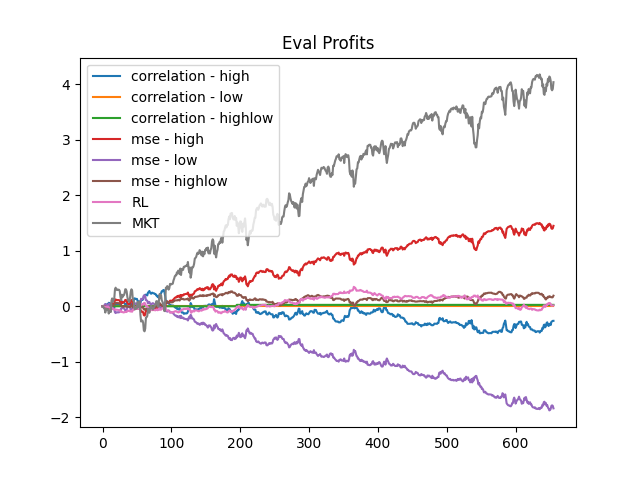 Eval Profits
correlation - high
correlation - low
correlation - highlow
mse - high
mse - low
mse - highlow
RL
MKT
4
3
2
1
0
−1
−2
0 100 200 300 400 500 600